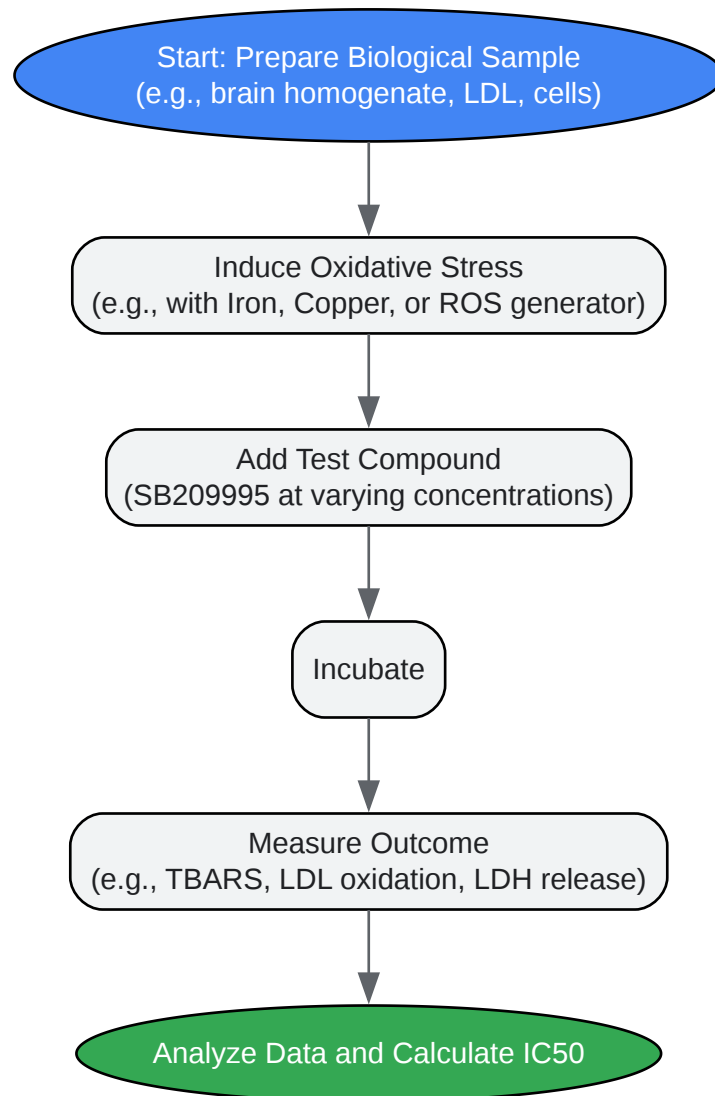 Start: Prepare Biological Sample
(e.g., brain homogenate, LDL, cells)
Induce Oxidative Stress
(e.g., with Iron, Copper, or ROS generator)
Add Test Compound
(SB209995 at varying concentrations)
Incubate
Measure Outcome
(e.g., TBARS, LDL oxidation, LDH release)
Analyze Data and Calculate IC50